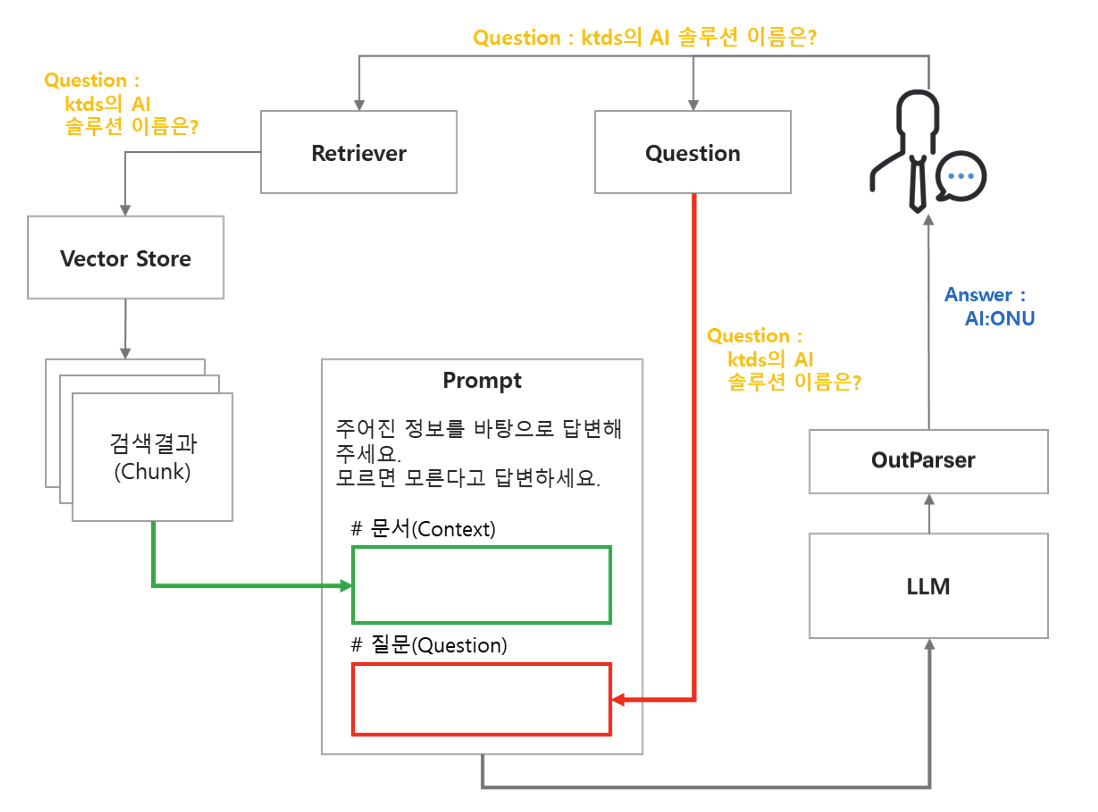 Question : ktds의 AI 솔루션 이름은?
Question :
ktds의 AI
솔루션 이름은?
Retriever
Question
Vector Store
Answer :
AI:ONU
Question :
ktds의 AI
솔루션 이름은?
Prompt
주어진 정보를 바탕으로 답변해
주세요.
모르면 모른다고 답변하세요.
검색결과
(Chunk)
OutParser
# 문서(Context)
LLM
# 질문(Question)